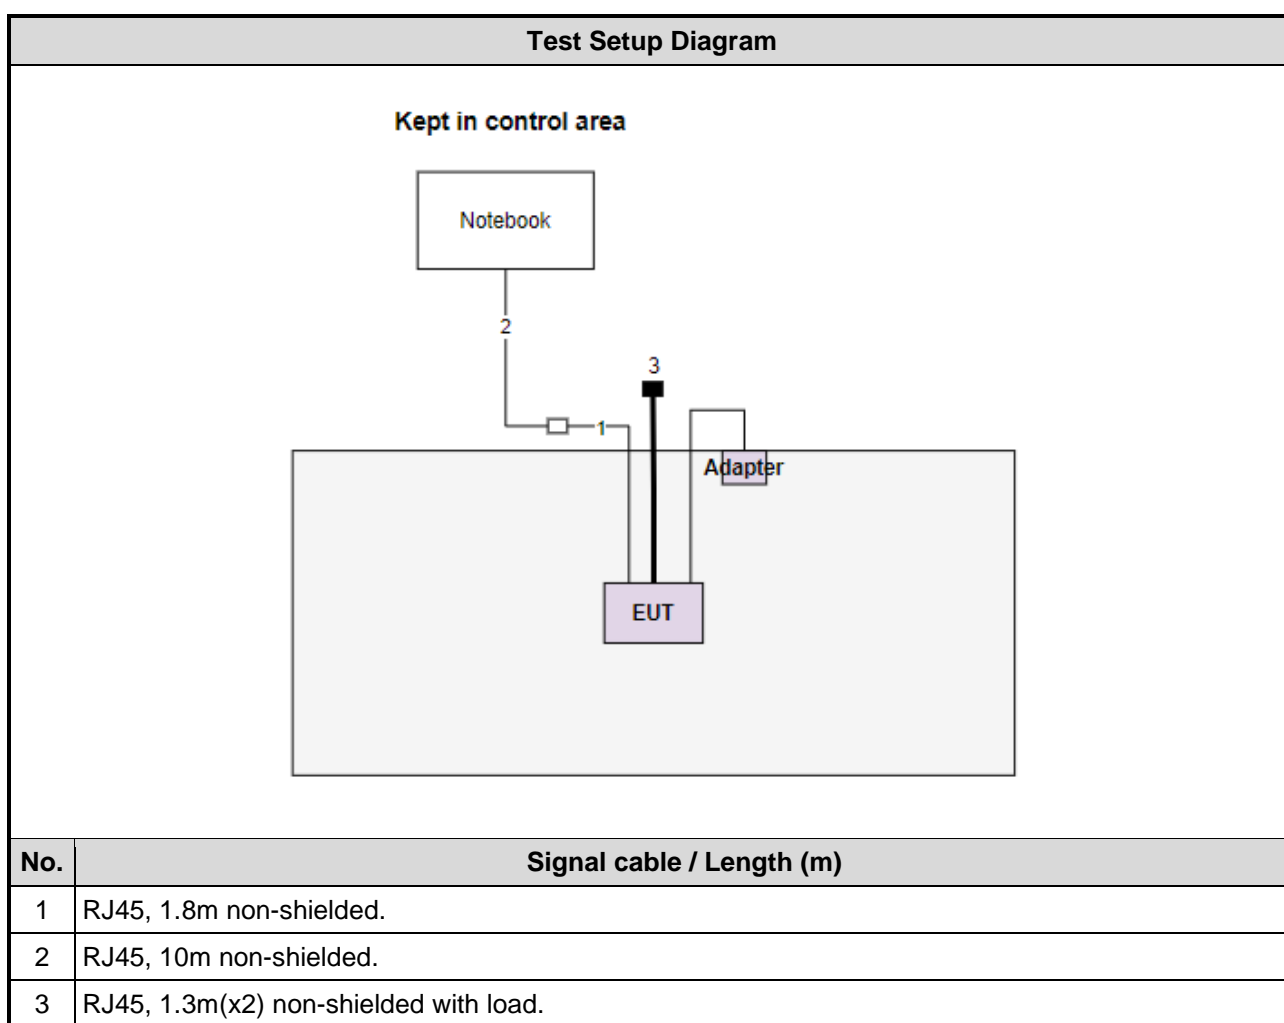 Test Setup Diagram
Kept in control area
Notebook
2
3
1
Adapter
EUT
No. Signal cable / Length (m)
1 RJ45, 1.8m non-shielded.
2 RJ45, 10m non-shielded.
3 RJ45, 1.3m(x2) non-shielded with load.